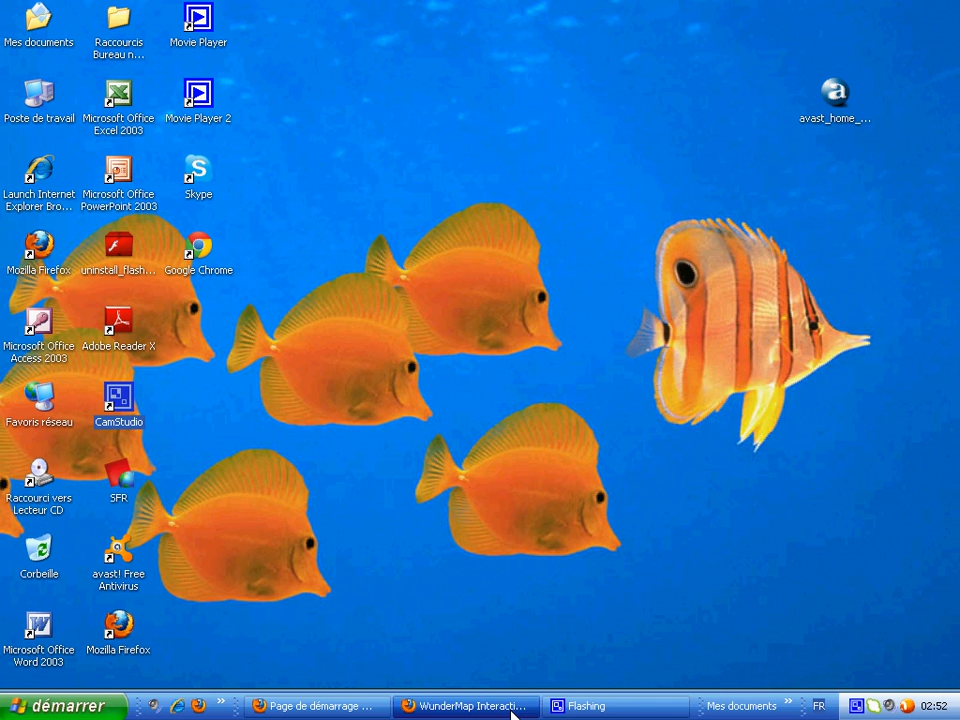 Mes documents
Raccourcis
Bureau n...
Movie Player
Poste de travail
Microsoft Office
Excel 2003
Movie Player 2
avast_home_...
Launch Internet
Explorer Bro...
Microsoft Office
PowerPoint 2003
Skype
Mozilla Firefox
uninstall_flash...
Google Chrome
Microsoft Office
Access 2003
Adobe Reader X
Favoris réseau
CamStudio
Raccourci vers
Lecteur CD
SFR
Corbeille
avast! Free
Antivirus
Microsoft Office
Word 2003
Mozilla Firefox
démarrer
Page de démarrage ...
WunderMap Interacti...
Flashing
Mes documents
FR
02:52